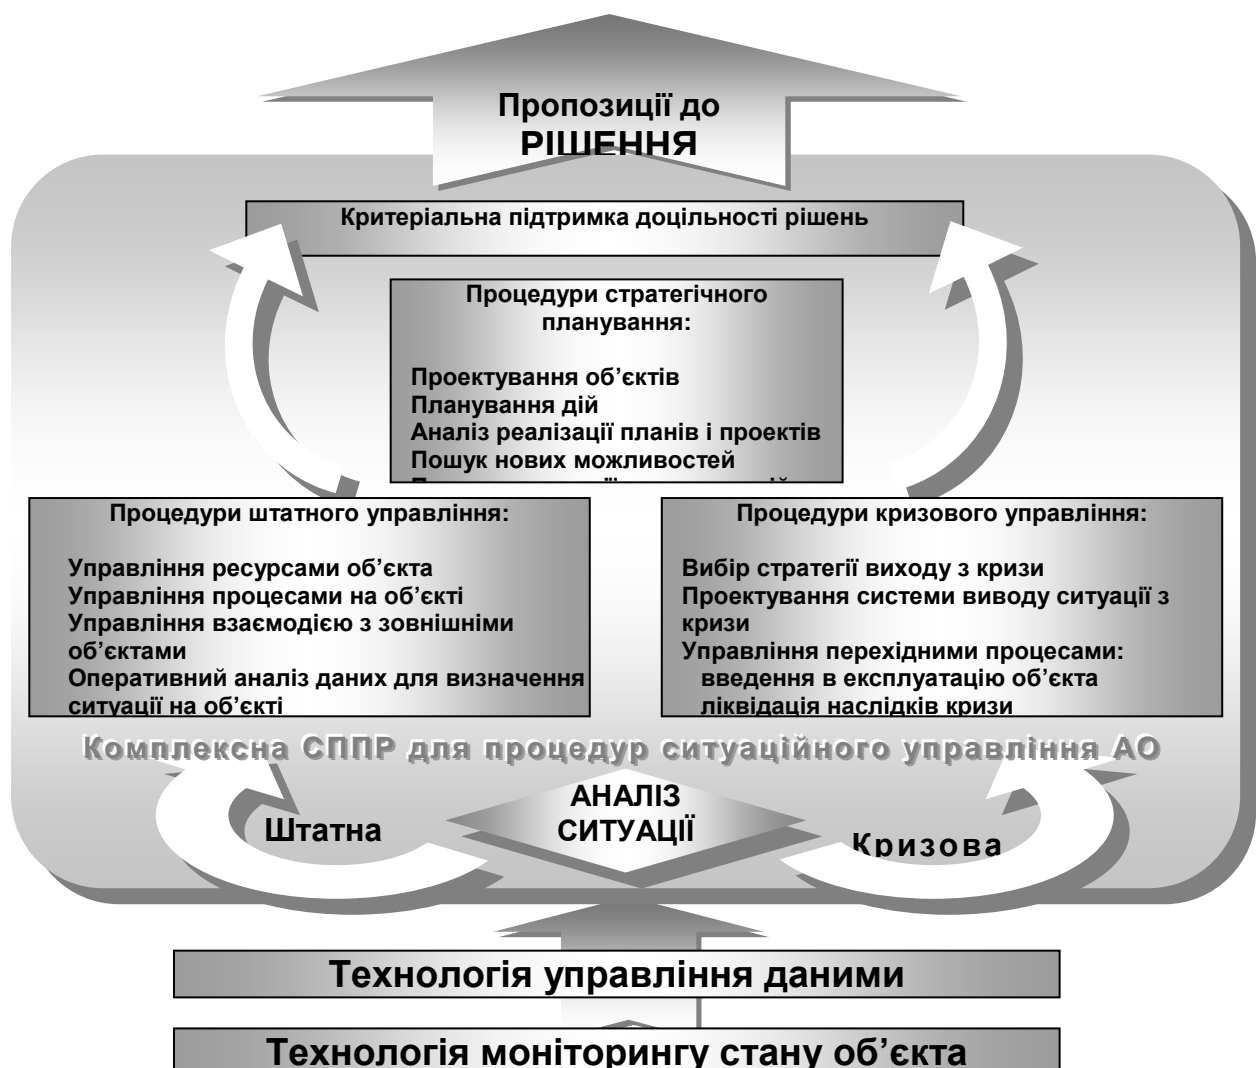 Пропозиції до
РІШЕННЯ
Критеріальна підтримка доцільності рішень
Процедури стратегічного
планування:
Проектування об’єктів
Планування дій
Аналіз реалізації планів і проектів
Пошук нових можливостей
Процедури штатного управління:
Управління ресурсами об’єкта
Управління процесами на об’єкті
Управління взаємодією з зовнішніми
об’єктами
Оперативний аналіз даних для визначення
ситуації на об’єкті
Процедури кризового управління:
Вибір стратегії виходу з кризи
Проектування системи виводу ситуації з
кризи
Управління перехідними процесами:
введення в експлуатацію об’єкта
ліквідація наслідків кризи
Комплексна СППР для процедур ситуаційного управління АО
АНАЛІЗ
СИТУАЦІЇ
Штатна
Кризова
Технологія управління даними
Технологія моніторингу стану об’єкта